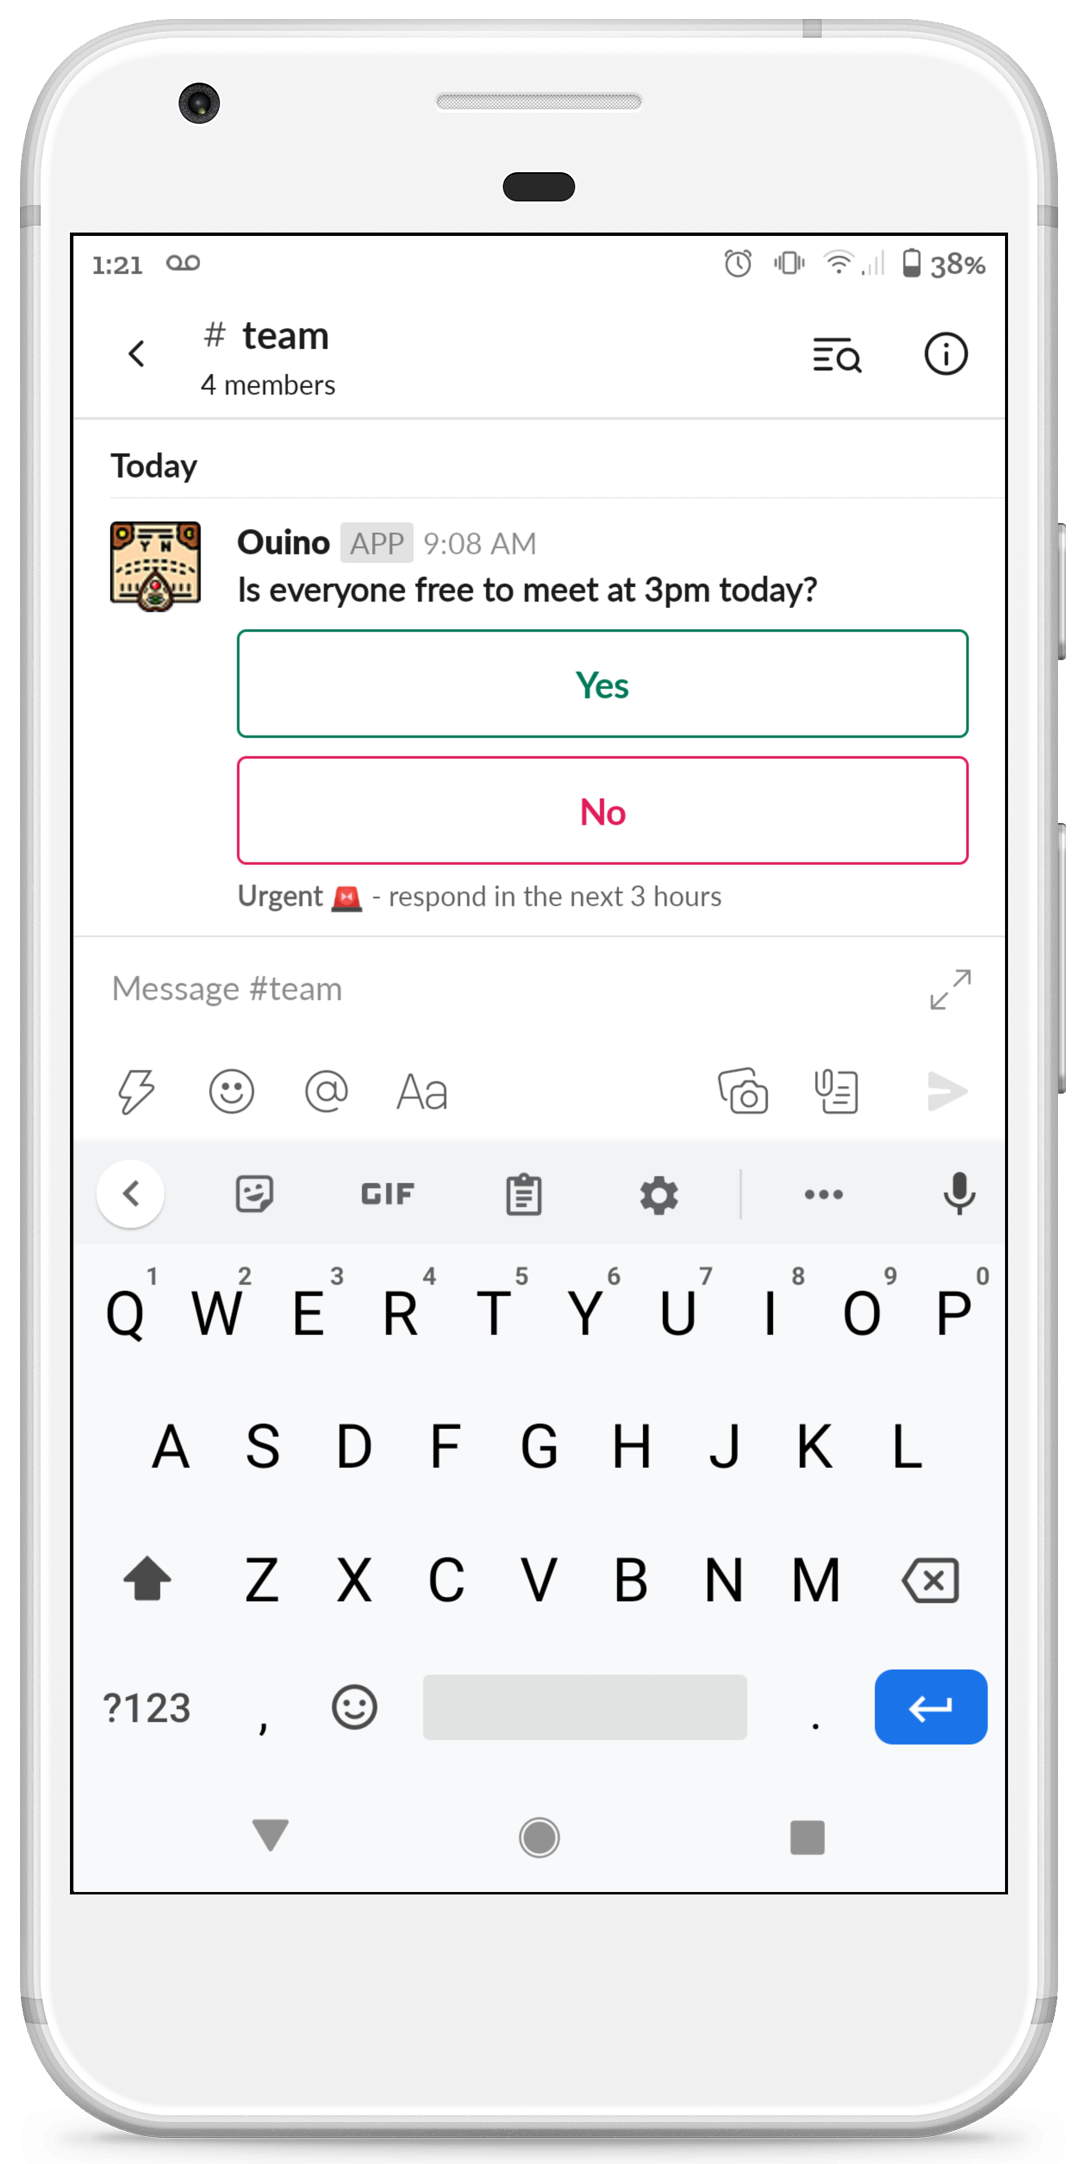 1:21 38%
# team
4 members
Today
Y N
Ouino APP 9:08 AM
Is everyone free to meet at 3pm today?
Yes
No
Urgent 🚨 - respond in the next 3 hours
Message #team
@ Aa
GIF
1 2 3 4 5 6 7 8 9 0
Q W E R T Y U I O P
A S D F G H J K L
Z X C V B N M
?123 , .